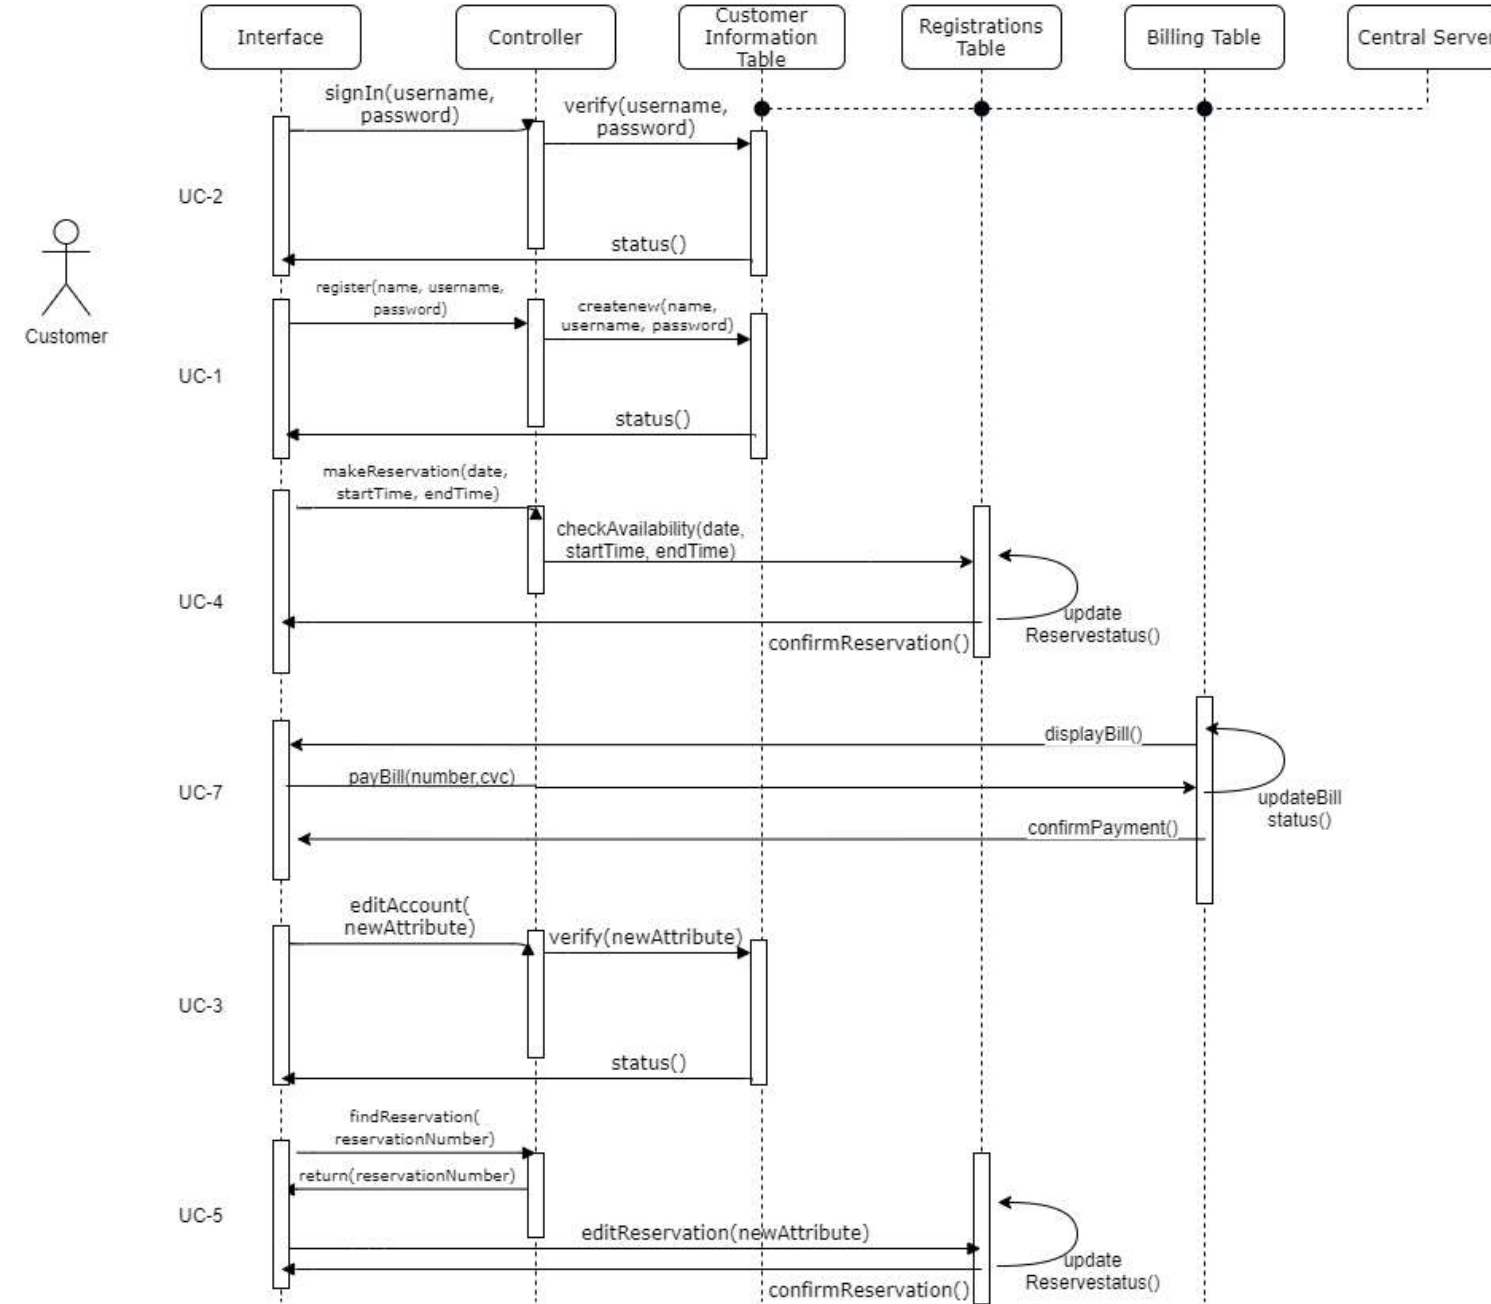 Interface
Controller
Customer
Information
Table
Registrations
Table
Billing Table
Central Server
signIn(username,
password)
verify(username,
password)
UC-2
status()
Customer
register(name, username,
password)
createnew(name,
username, password)
UC-1
status()
makeReservation(date,
startTime, endTime)
checkAvailability(date,
startTime, endTime)
UC-4
update
Reservestatus()
confirmReservation()
displayBill()
payBill(number,cvc)
UC-7
updateBill
status()
confirmPayment()
editAccount(
newAttribute)
verify(newAttribute)
UC-3
status()
findReservation(
reservationNumber)
return(reservationNumber)
UC-5
editReservation(newAttribute)
update
Reservestatus()
confirmReservation()